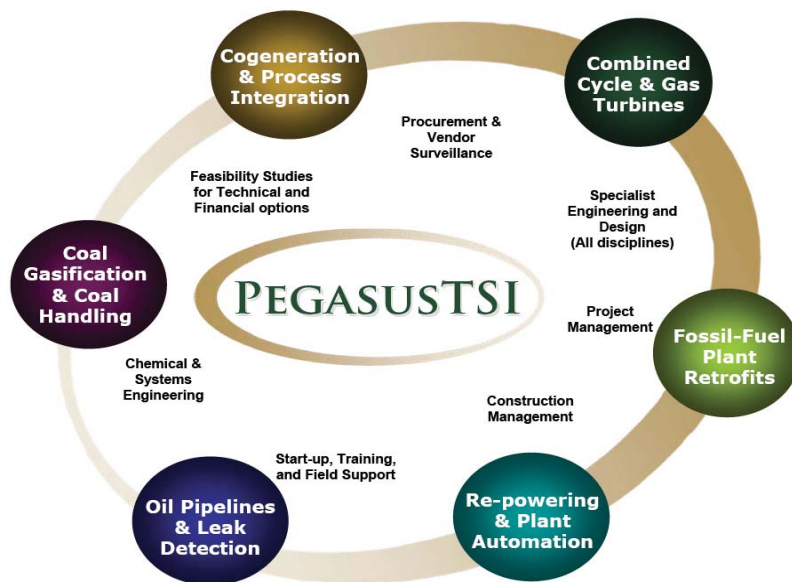 Cogeneration
& Process
Integration
Combined
Cycle & Gas
Turbines
Procurement &
Vendor
Surveillance
Feasibility Studies
for Technical and
Financial options
Specialist
Engineering and
Design
(All disciplines)
Coal
Gasification
& Coal
Handling
PEGASUSTSI
Project
Management
Fossil-Fuel
Plant
Retrofits
Chemical &
Systems
Engineering
Construction
Management
Start-up, Training,
and Field Support
Oil Pipelines
& Leak
Detection
Re-powering
& Plant
Automation